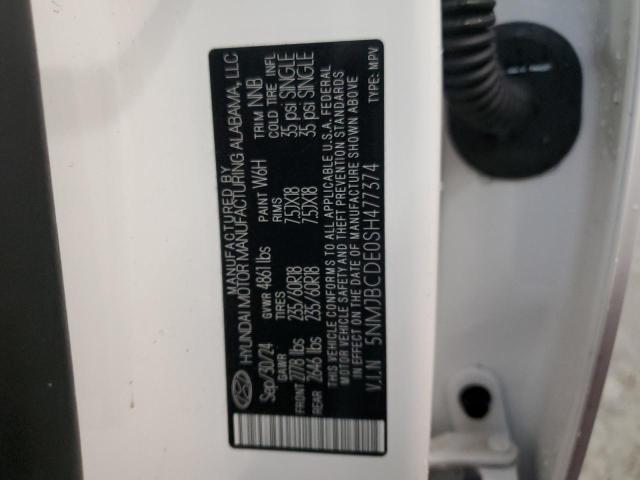 MANUFACTURED BY
HYUNDAI MOTOR MANUFACTURING ALABAMA, LLC
Sep/30/24 GVWR 4861 lbs PAINT W6H TRIM NNB
GAWR TIRES RIMS COLD TIRE INFL
FRONT 2778 lbs 235/60R18 7.5JX18 35 psi SINGLE
REAR 2646 lbs 235/60R18 7.5JX18 35 psi SINGLE
THIS VEHICLE CONFORMS TO ALL APPLICABLE U.S.A. FEDERAL
MOTOR VEHICLE SAFETY AND THEFT PREVENTION STANDARDS
IN EFFECT ON THE DATE OF MANUFACTURE SHOWN ABOVE
V.I.N 5NMJBCDE0SH477374 TYPE: MPV